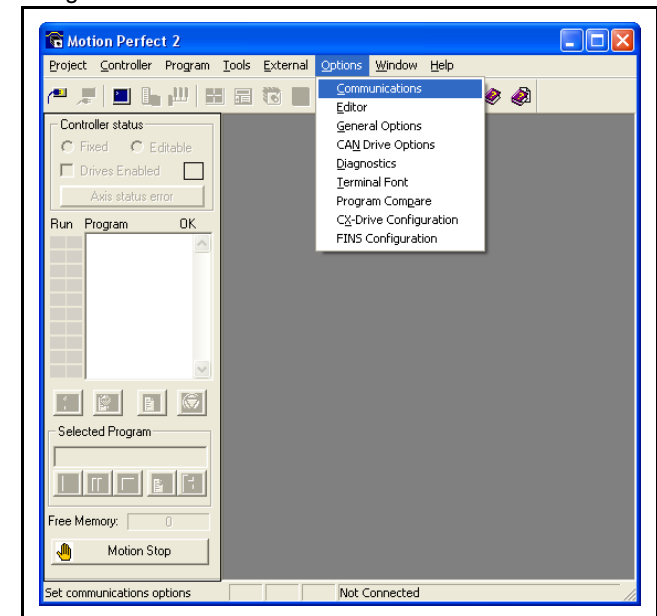 Motion Perfect 2
Project Controller Program Tools External Options Window Help
Communications
Editor
General Options
CAN Drive Options
Diagnostics
Terminal Font
Program Compare
CX-Drive Configuration
FINS Configuration
Controller status
Fixed Editable
Drives Enabled
Axis status error
Run Program OK
Selected Program
Free Memory: 0
Motion Stop
Set communications options Not Connected